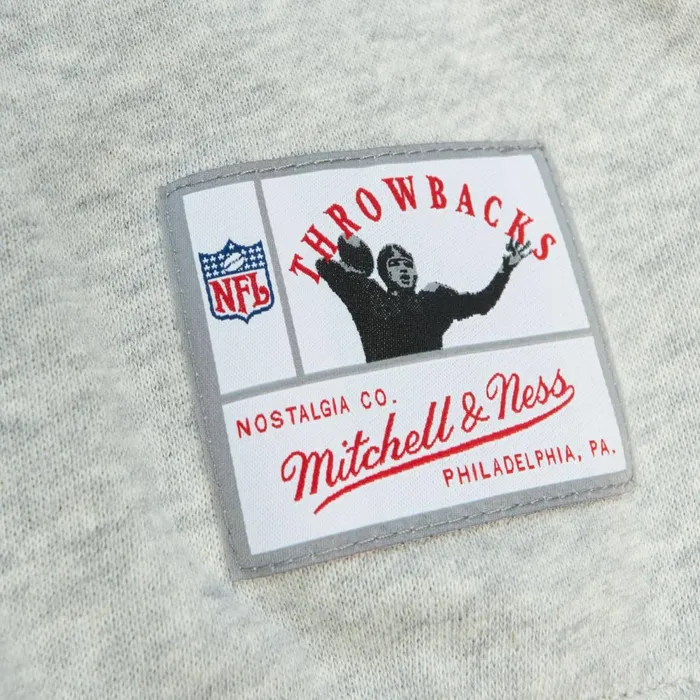 THROWBACKS
NFL
NOSTALGIA CO.
Mitchell & Ness
PHILADELPHIA, PA.